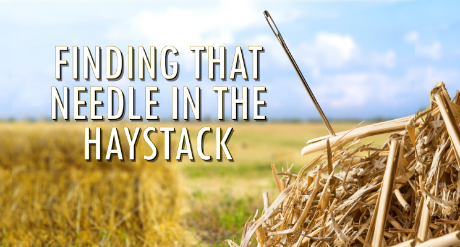 FINDING THAT
NEEDLE IN THE
HAYSTACK